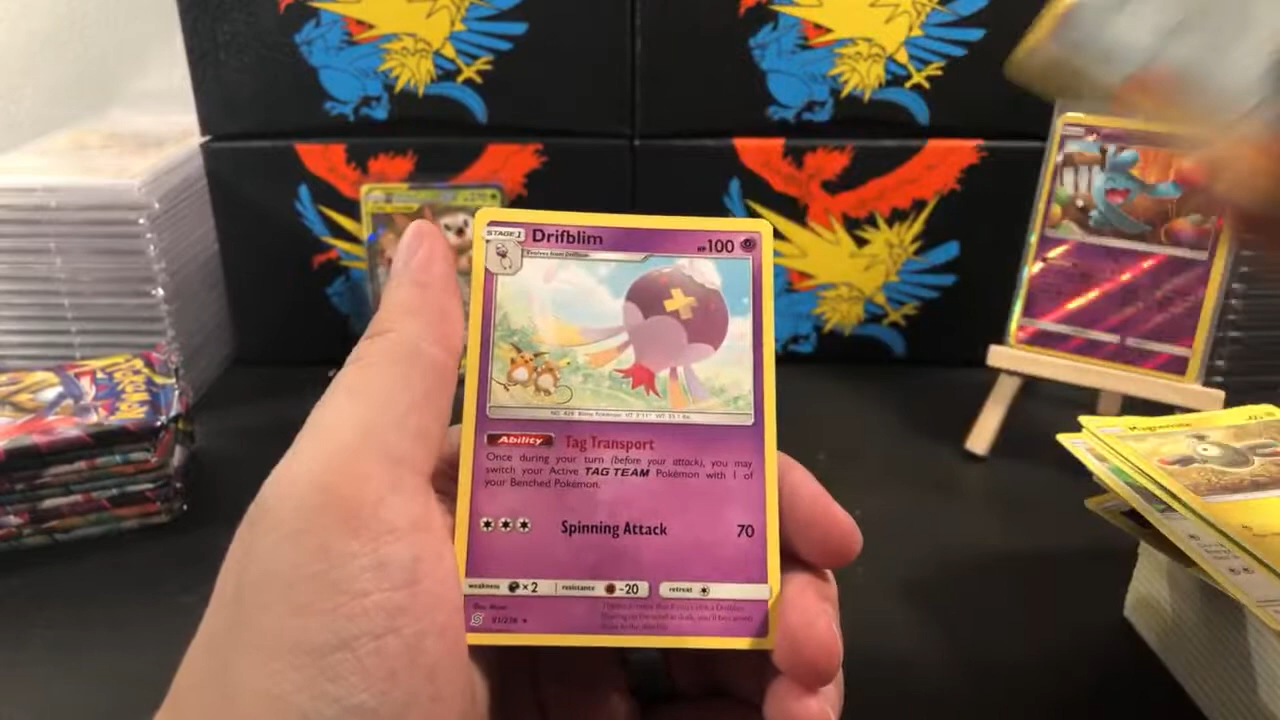 STAGE 1
Drifblim
HP 100
Evolves from Drifloon
NO. 426 Blimp Pokémon HT: 3'11" WT: 33.1 lbs.
Ability Tag Transport
Once during your turn (before your attack), you may
switch your Active TAG TEAM Pokémon with 1 of
your Benched Pokémon.
Spinning Attack 70
weakness ×2 resistance -20 retreat
93/236
Pokémon
Magnemite